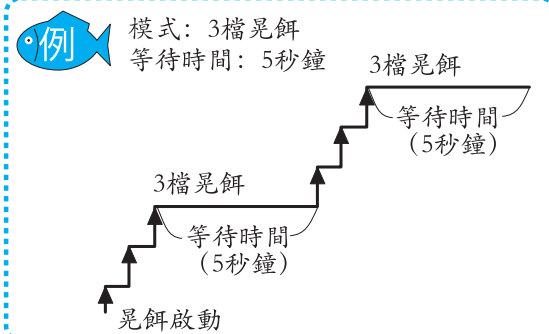 例
模式：3檔晃餌
等待時間：5秒鐘
3檔晃餌
等待時間
（5秒鐘）
3檔晃餌
等待時間
（5秒鐘）
晃餌啟動